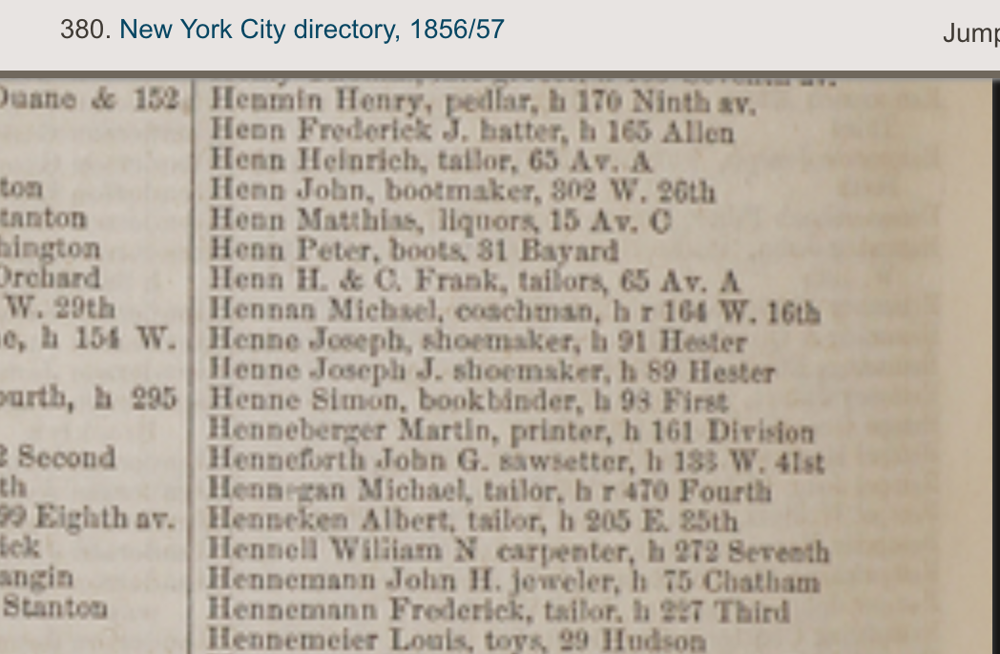 380. New York City directory, 1856/57
Jump
Duane & 152
ton
tanton
hington
Orchard
W. 29th
e, h 154 W.
ourth, h 295
2 Second
th
99 Eighth av.
ick
angin
Stanton
Henmin Henry, pedlar, h 170 Ninth av.
Henn Frederick J. hatter, h 165 Allen
Henn Heinrich, tailor, 65 Av. A
Henn John, bootmaker, 302 W. 26th
Henn Matthias, liquors, 15 Av. C
Henn Peter, boots, 31 Bayard
Henn H. & C. Frank, tailors, 65 Av. A
Hennan Michael, coachman, h r 164 W. 16th
Henne Joseph, shoemaker, h 91 Hester
Henne Joseph J. shoemaker, h 89 Hester
Henne Simon, bookbinder, h 93 First
Henneberger Martin, printer, h 161 Division
Henneforth John G. sawsetter, h 133 W. 41st
Hennegan Michael, tailor, h r 470 Fourth
Henneken Albert, tailor, h 205 E. 25th
Hennell William N. carpenter, h 272 Seventh
Hennemann John H. jeweler, h 75 Chatham
Hennemann Frederick, tailor. h 227 Third
Hennemeier Louis, toys, 29 Hudson